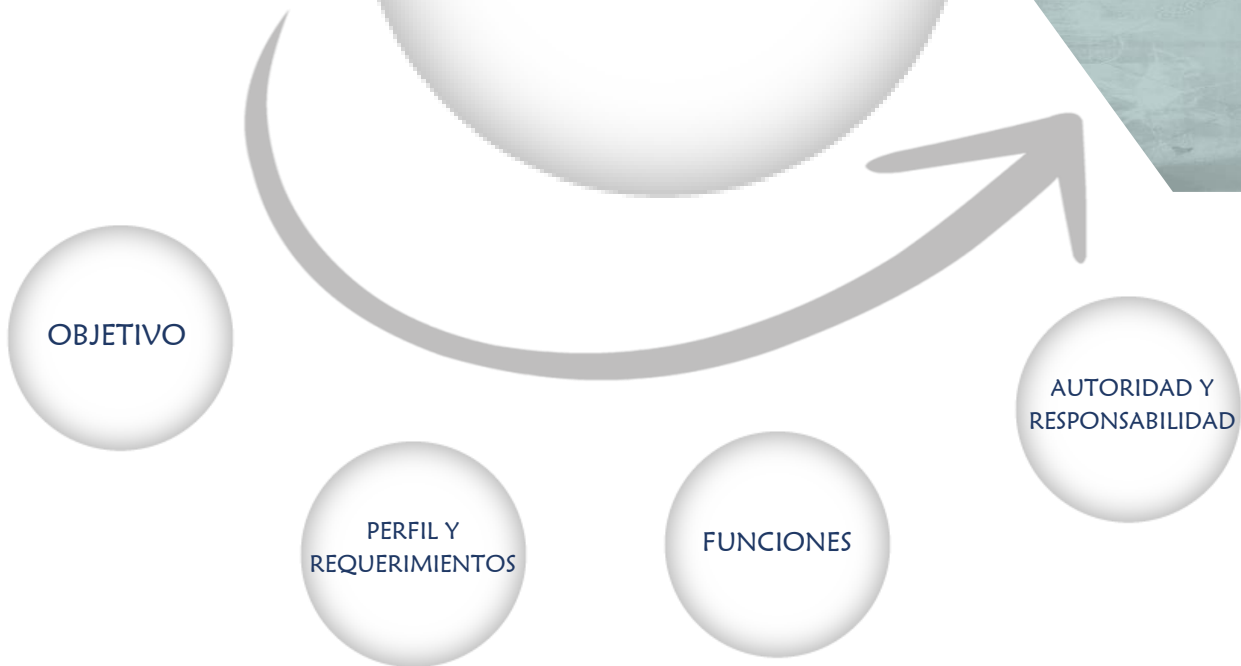 OBJETIVO
PERFIL Y
REQUERIMIENTOS
FUNCIONES
AUTORIDAD Y
RESPONSABILIDAD